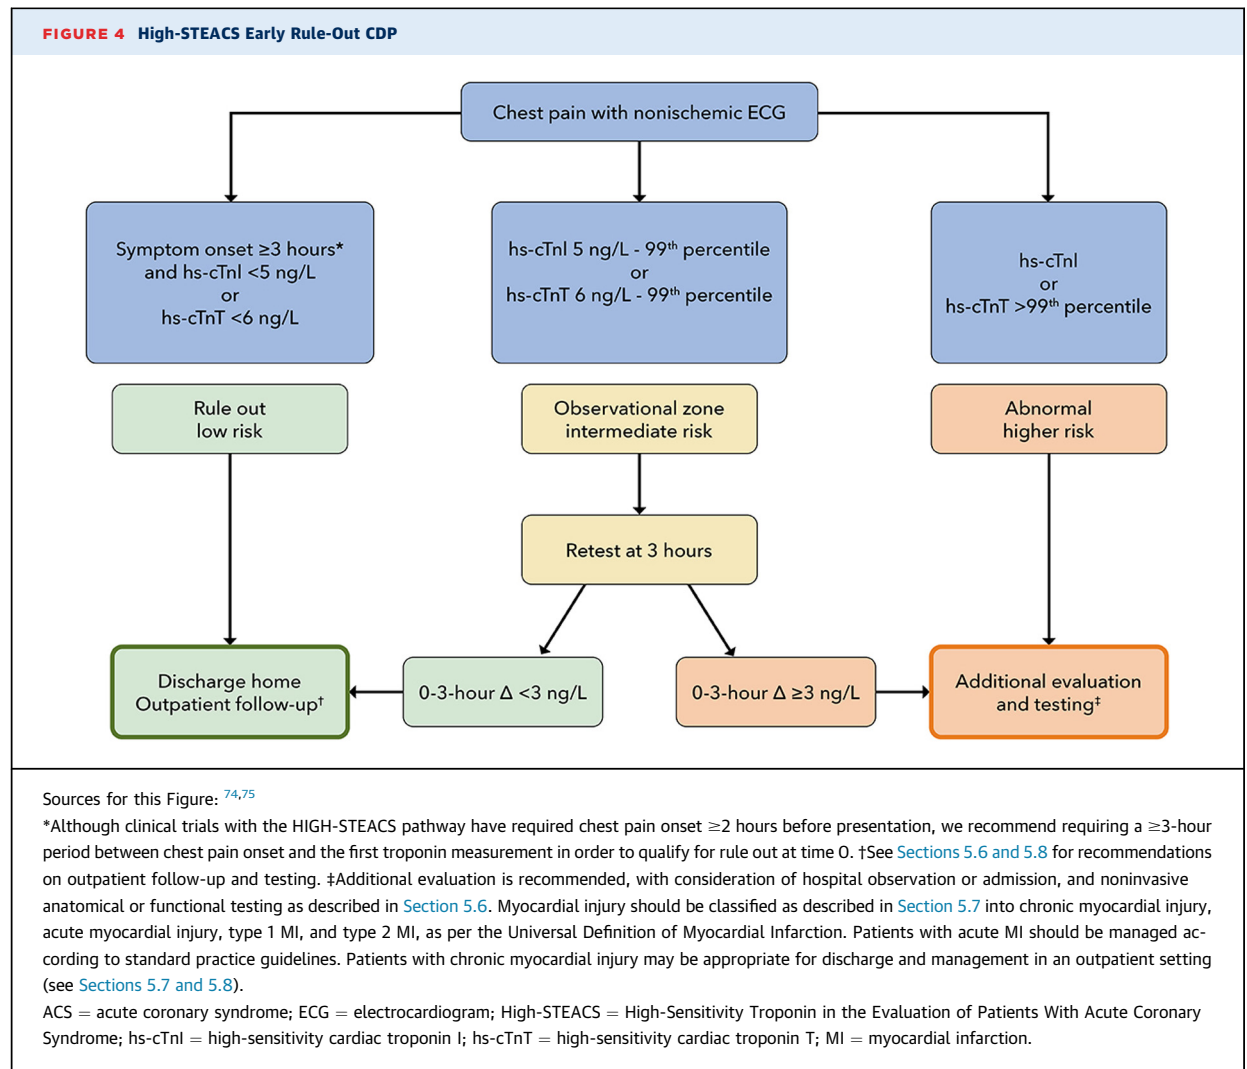 FIGURE 4 High-STEACS Early Rule-Out CDP
Chest pain with nonischemic ECG
Symptom onset ≥3 hours*
and hs-cTnI <5 ng/L
or
hs-cTnT <6 ng/L
hs-cTnI 5 ng/L - 99th percentile
or
hs-cTnT 6 ng/L - 99th percentile
hs-cTnI
or
hs-cTnT >99th percentile
Rule out
low risk
Observational zone
intermediate risk
Abnormal
higher risk
Retest at 3 hours
Discharge home
Outpatient follow-up†
0-3-hour Δ <3 ng/L
0-3-hour Δ ≥3 ng/L
Additional evaluation
and testing‡
Sources for this Figure: 74,75
*Although clinical trials with the HIGH-STEACS pathway have required chest pain onset ≥2 hours before presentation, we recommend requiring a ≥3-hour
period between chest pain onset and the first troponin measurement in order to qualify for rule out at time 0. †See Sections 5.6 and 5.8 for recommendations
on outpatient follow-up and testing. ‡Additional evaluation is recommended, with consideration of hospital observation or admission, and noninvasive
anatomical or functional testing as described in Section 5.6. Myocardial injury should be classified as described in Section 5.7 into chronic myocardial injury,
acute myocardial injury, type 1 MI, and type 2 MI, as per the Universal Definition of Myocardial Infarction. Patients with acute MI should be managed ac-
cording to standard practice guidelines. Patients with chronic myocardial injury may be appropriate for discharge and management in an outpatient setting
(see Sections 5.7 and 5.8).
ACS = acute coronary syndrome; ECG = electrocardiogram; High-STEACS = High-Sensitivity Troponin in the Evaluation of Patients With Acute Coronary
Syndrome; hs-cTnI = high-sensitivity cardiac troponin I; hs-cTnT = high-sensitivity cardiac troponin T; MI = myocardial infarction.